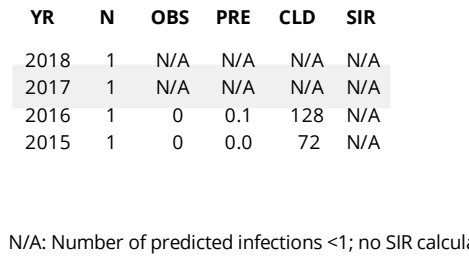 YR N OBS PRE CLD SIR
2018 1 N/A N/A N/A N/A
2017 1 N/A N/A N/A N/A
2016 1 0 0.1 128 N/A
2015 1 0 0.0 72 N/A
N/A: Number of predicted infections <1; no SIR